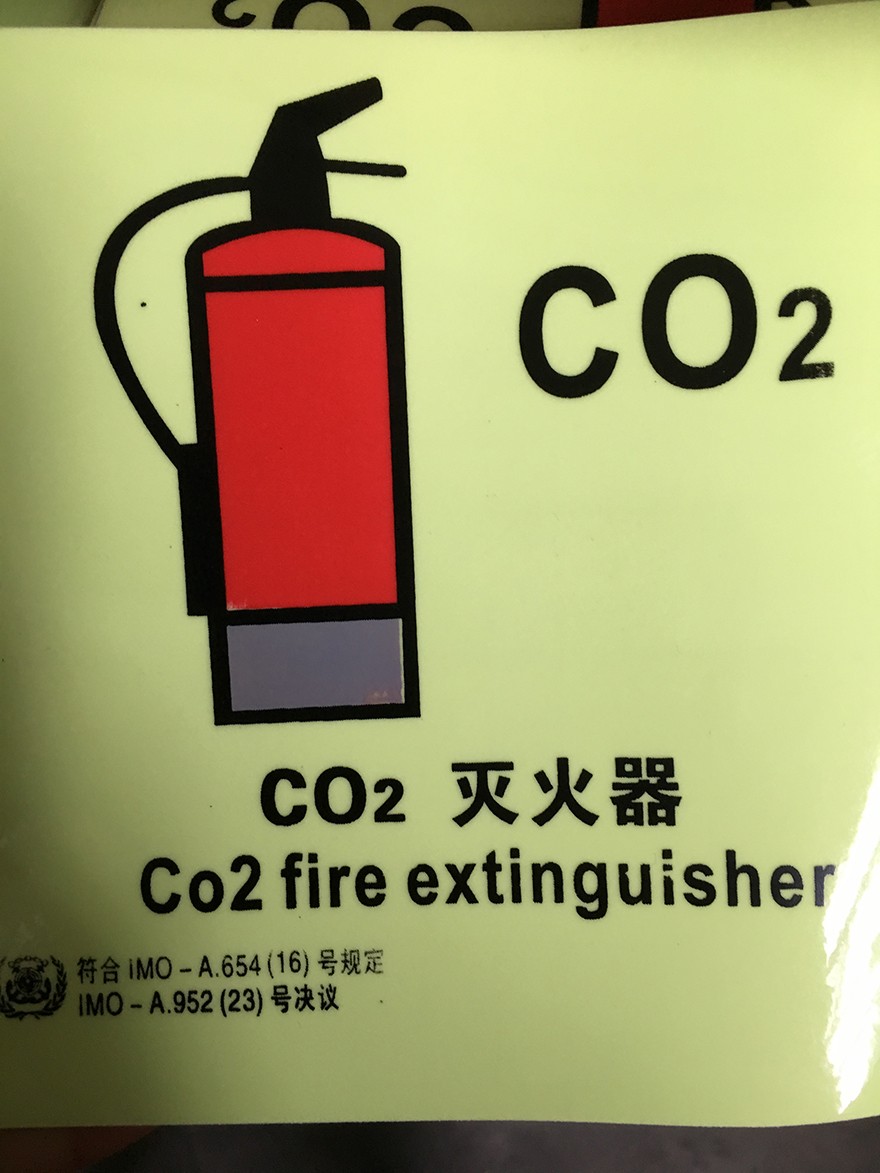 CO2
CO2 灭火器
Co2 fire extinguisher
符合 IMO-A.654(16) 号规定
IMO-A.952(23) 号决议